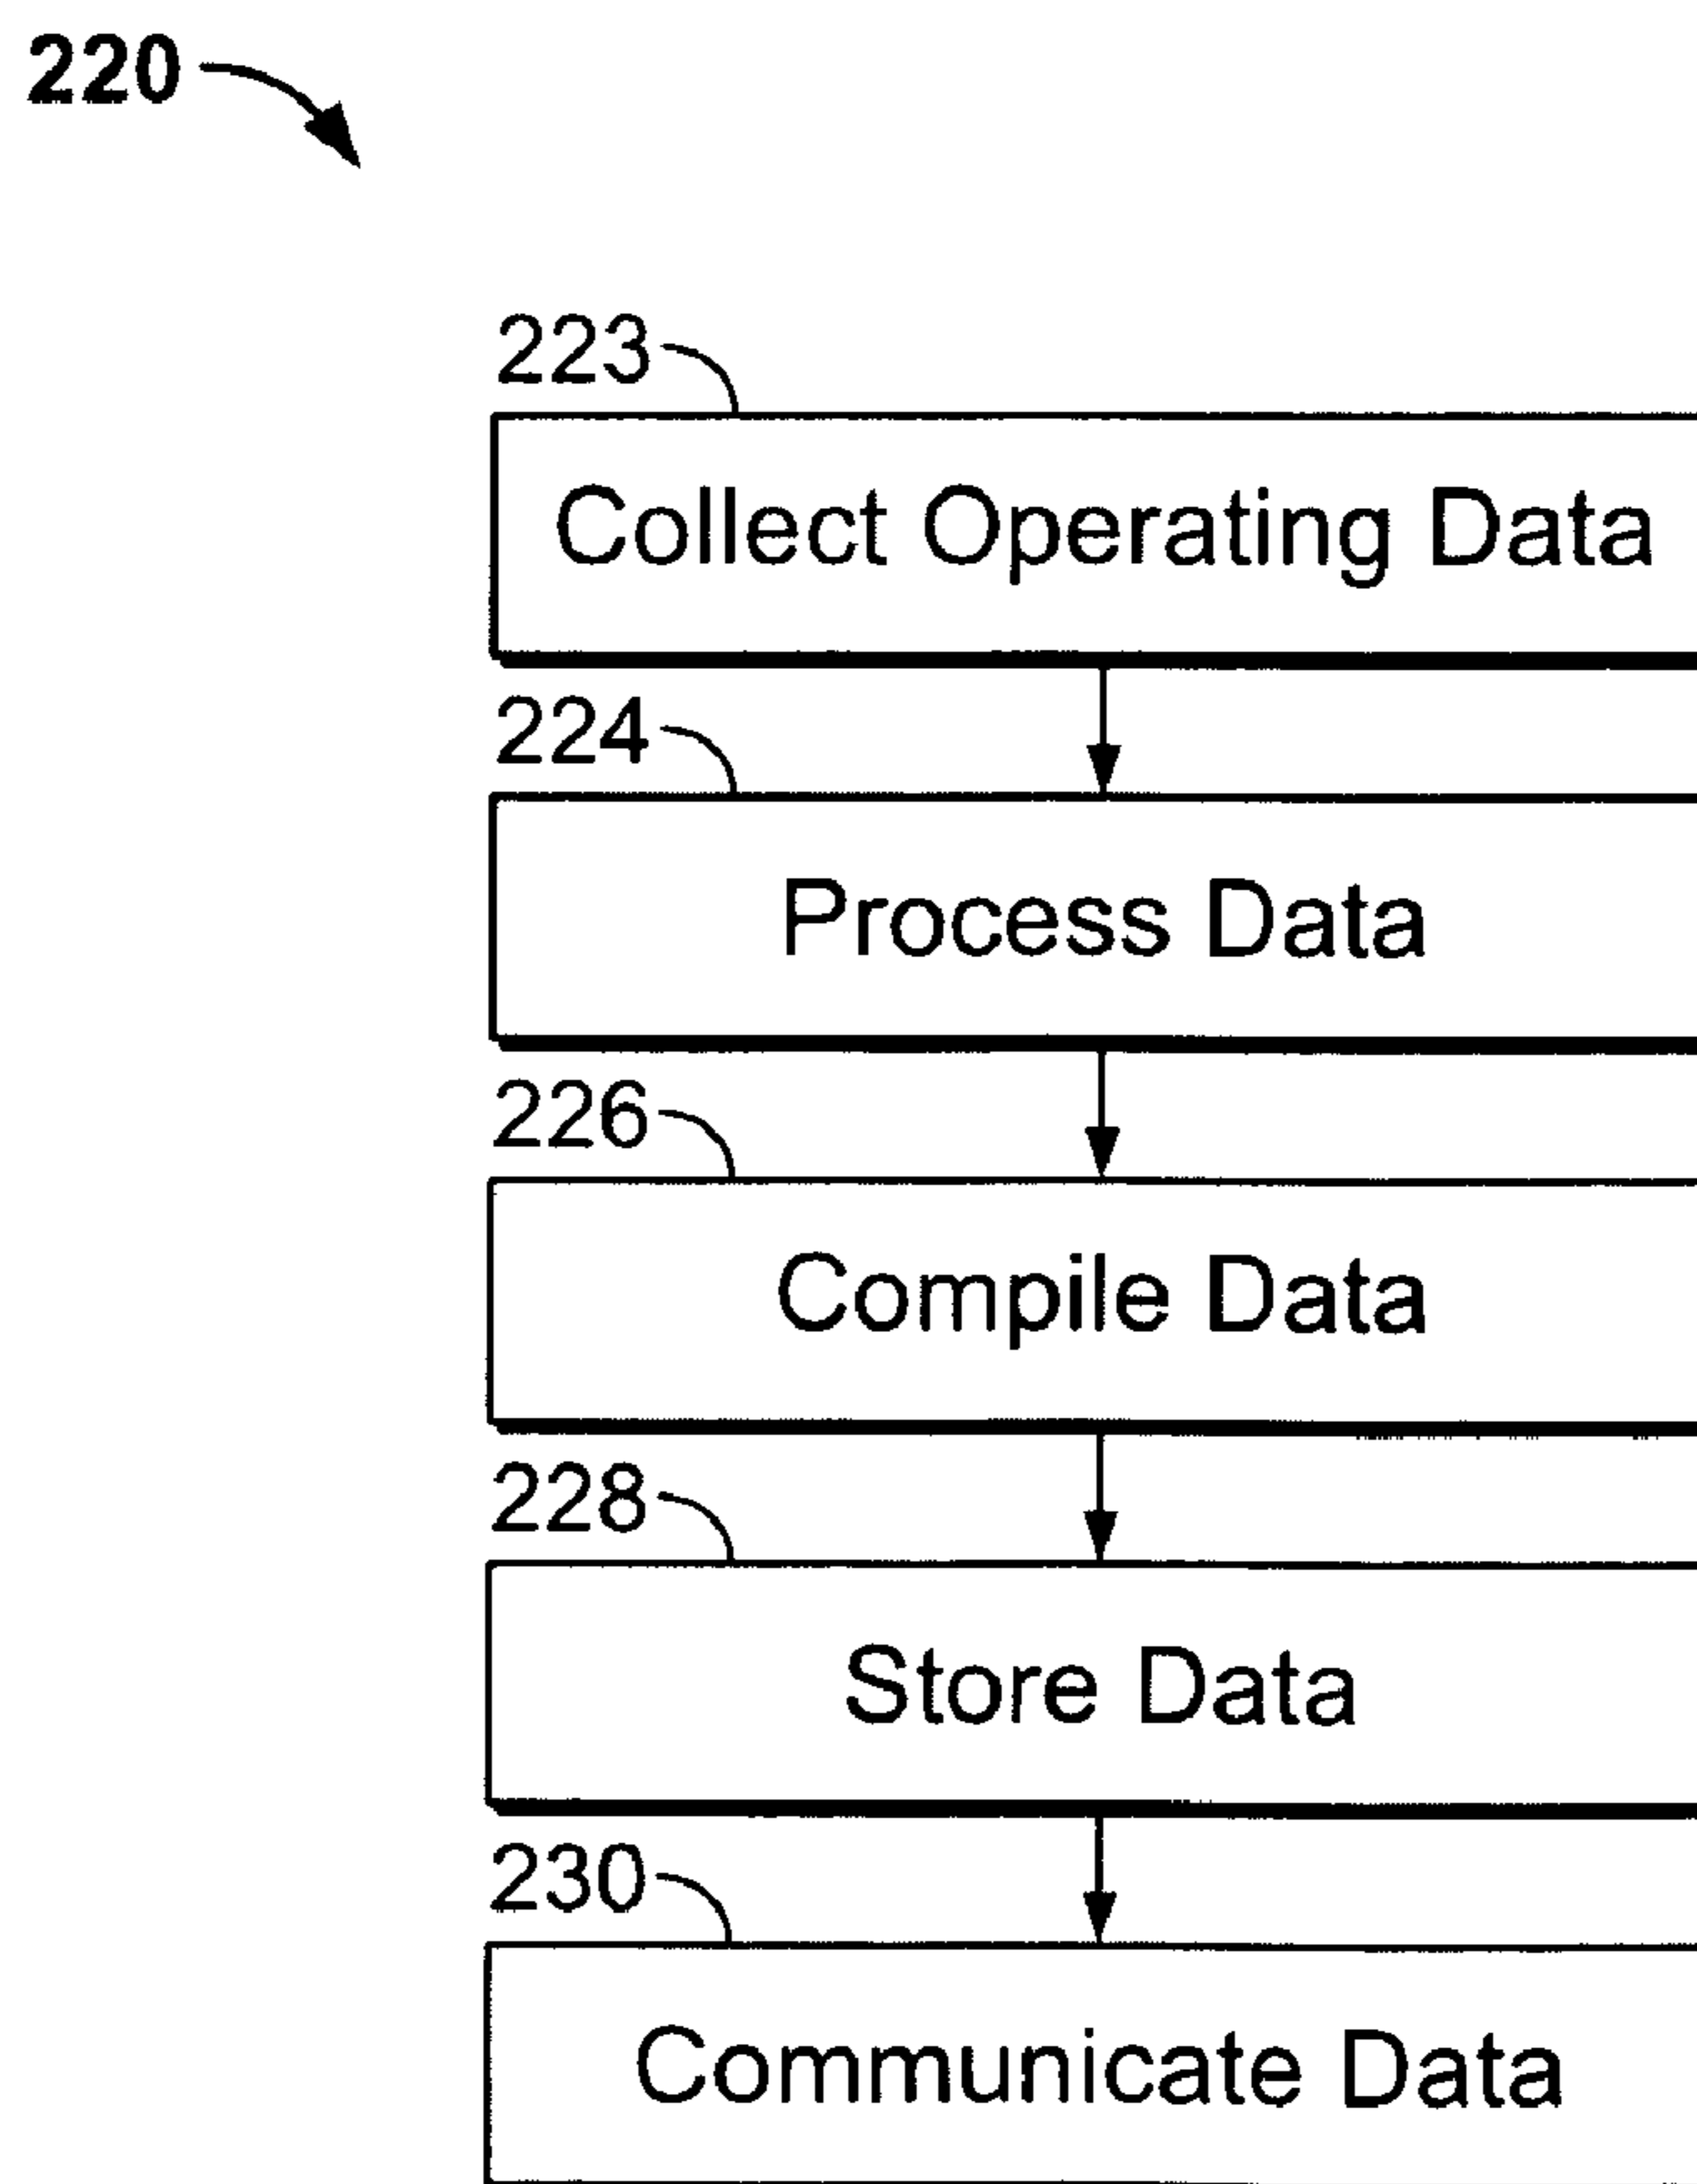 220
223
Collect Operating Data
224
Process Data
226
Compile Data
228
Store Data
230
Communicate Data